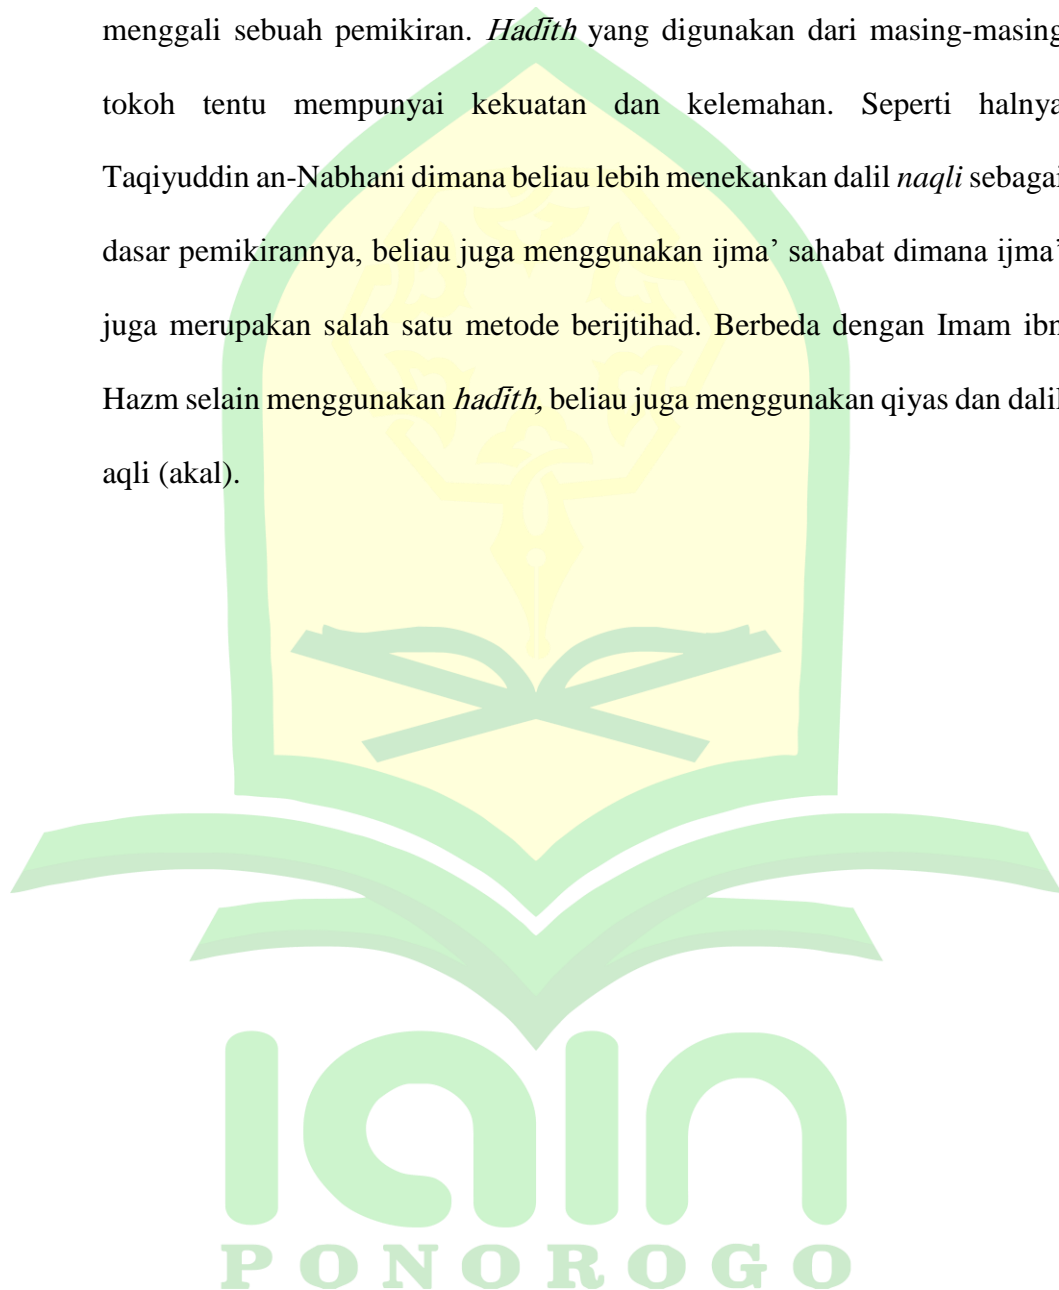 menggali sebuah pemikiran. Hadīth yang digunakan dari masing-masing
tokoh tentu mempunyai kekuatan dan kelemahan. Seperti halnya
Taqiyuddin an-Nabhani dimana beliau lebih menekankan dalil naqli sebagai
dasar pemikirannya, beliau juga menggunakan ijma’ sahabat dimana ijma’
juga merupakan salah satu metode berijtihad. Berbeda dengan Imam ibn
Hazm selain menggunakan hadīth, beliau juga menggunakan qiyas dan dalil
aqli (akal).
iain
PONOROGO